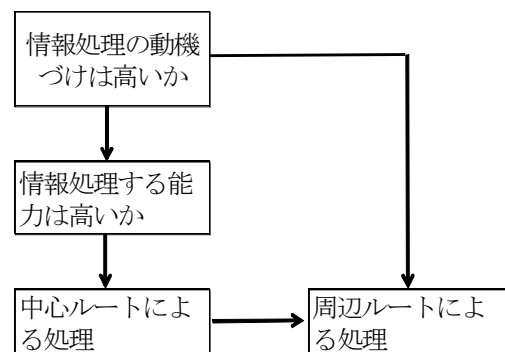 情報処理の動機
づけは高いか
情報処理する能
力は高いか
中心ルートによ
る処理
周辺ルートによ
る処理